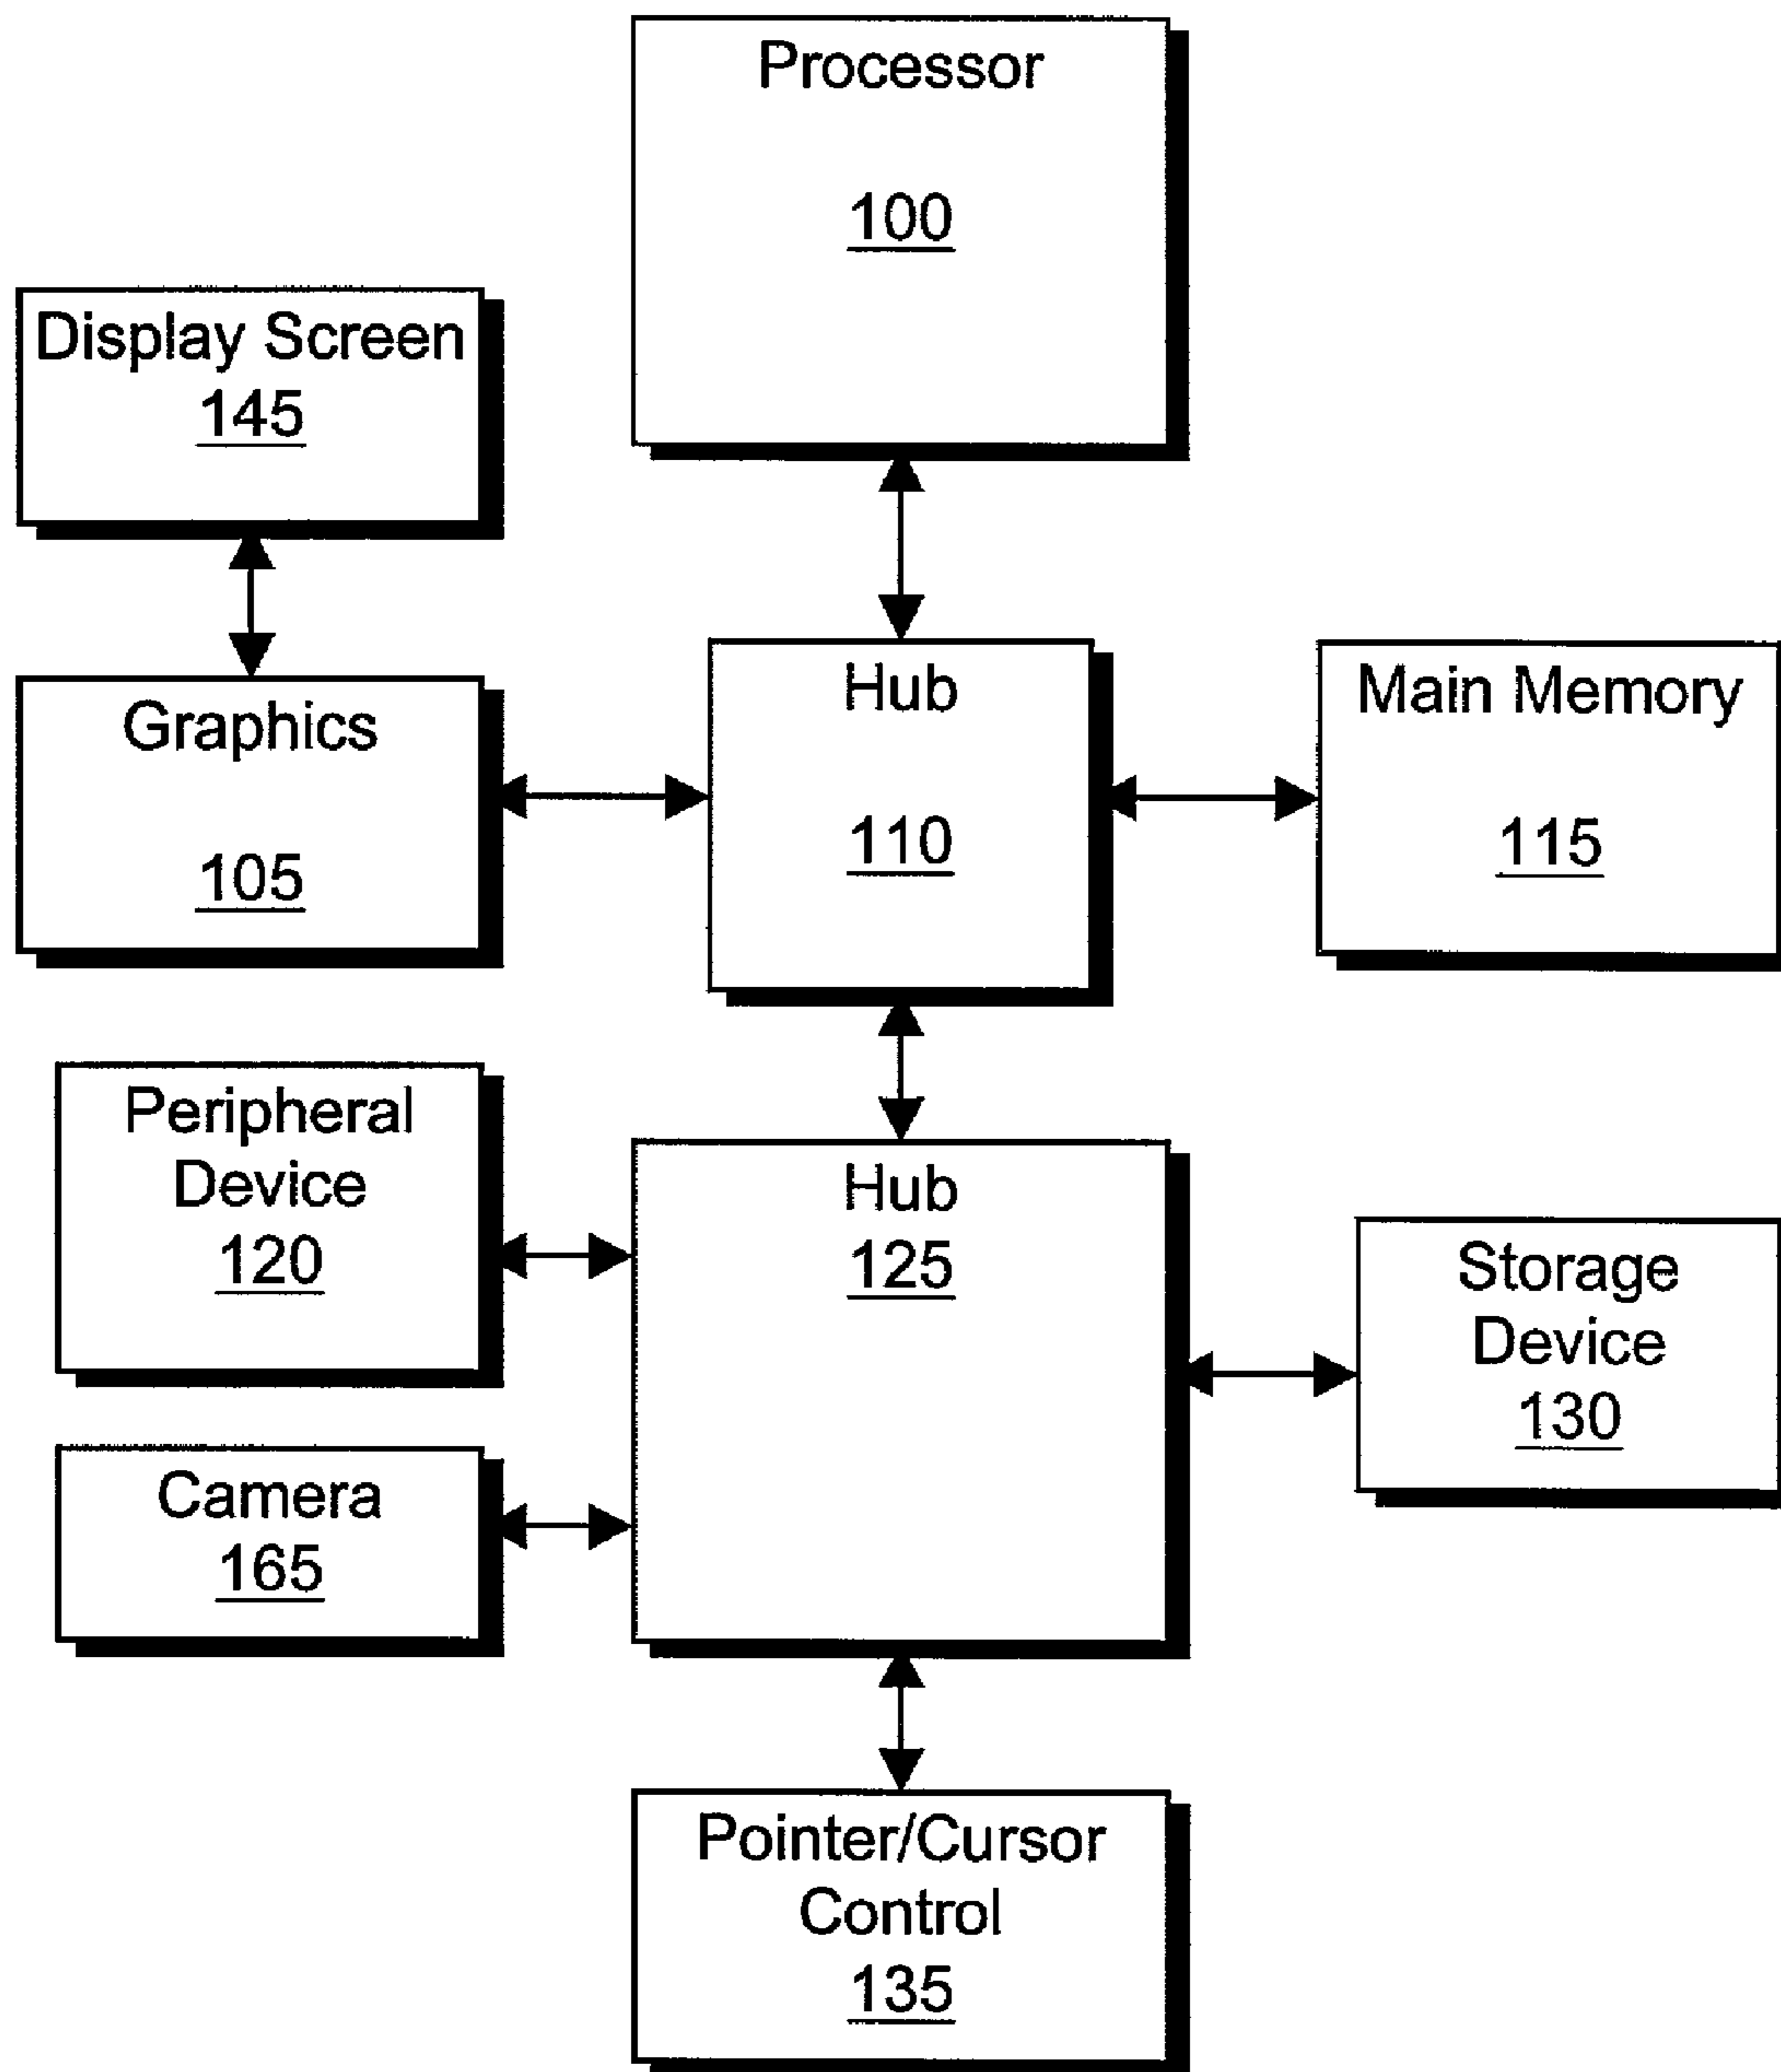 Processor
100
Display Screen
145
Graphics
105
Hub
110
Main Memory
115
Peripheral
Device
120
Hub
125
Storage
Device
130
Camera
165
Pointer/Cursor
Control
135